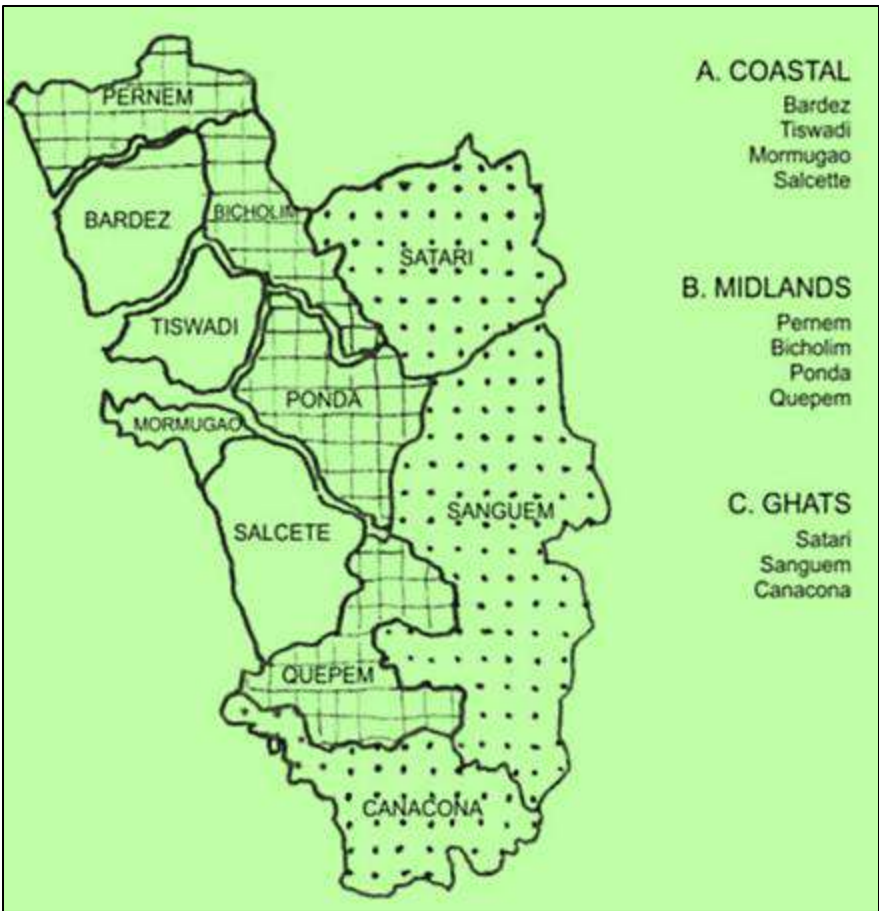 PERNEM
BARDEZ
BICHOLIM
SATARI
TISWADI
PONDA
MORMUGAO
SANGUEM
SALCETE
QUEPEM
CANACONA
A. COASTAL
Bardez
Tiswadi
Mormugao
Salcette
B. MIDLANDS
Pernem
Bicholim
Ponda
Quepem
C. GHATS
Satari
Sanguem
Canacona